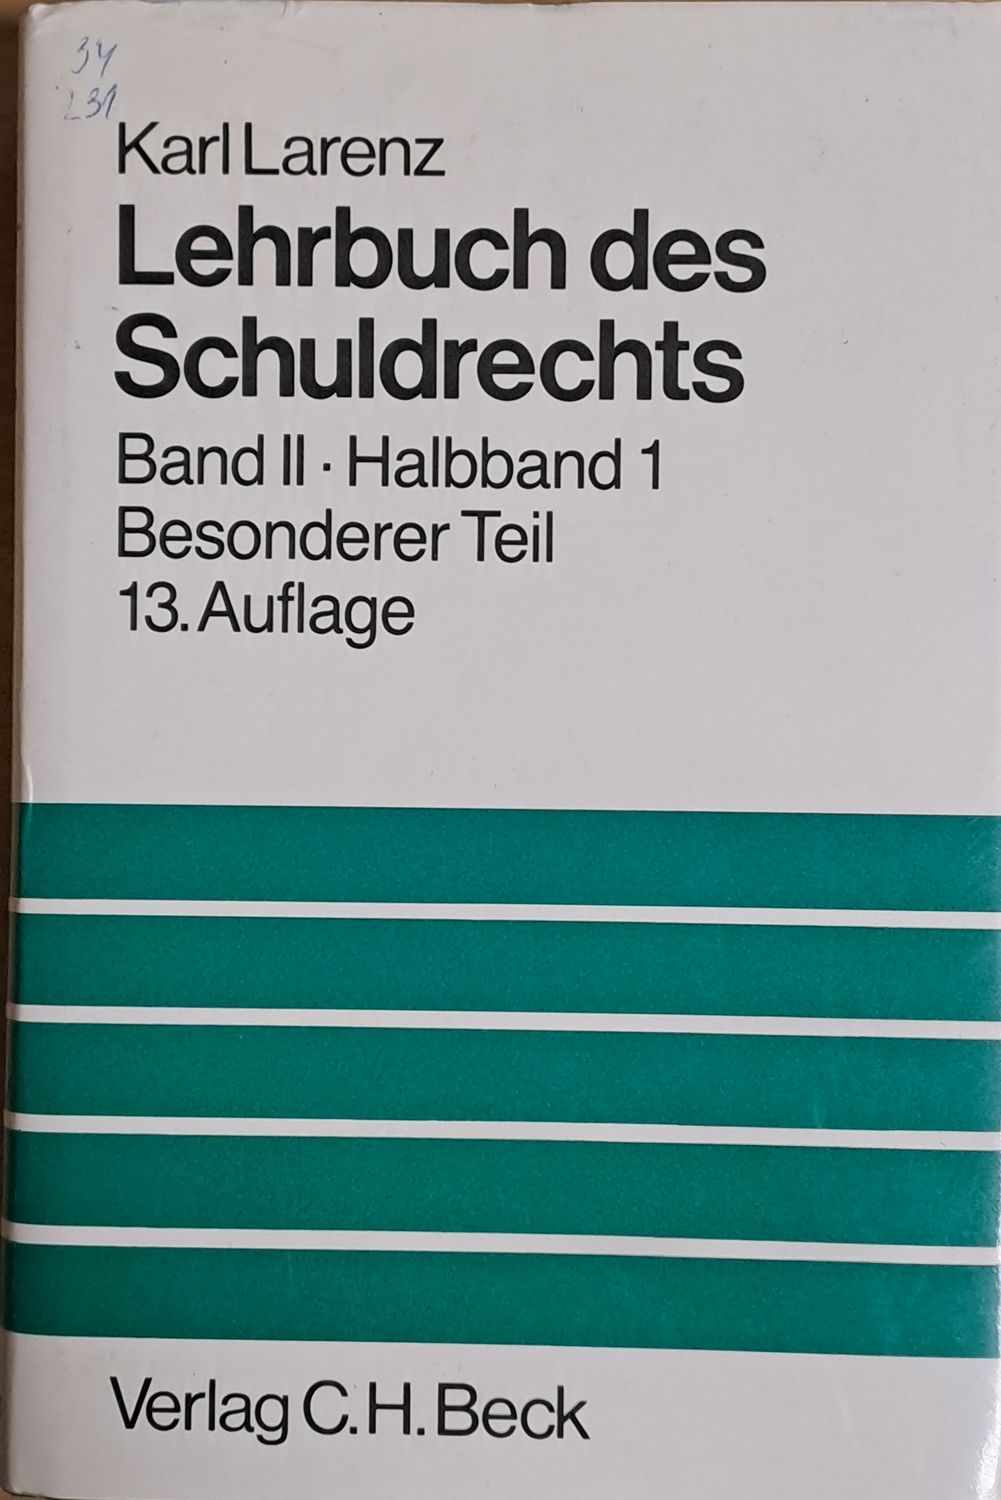 34
L31
Karl Larenz
Lehrbuch des
Schuldrechts
Band II · Halbband 1
Besonderer Teil
13. Auflage
Verlag C.H. Beck